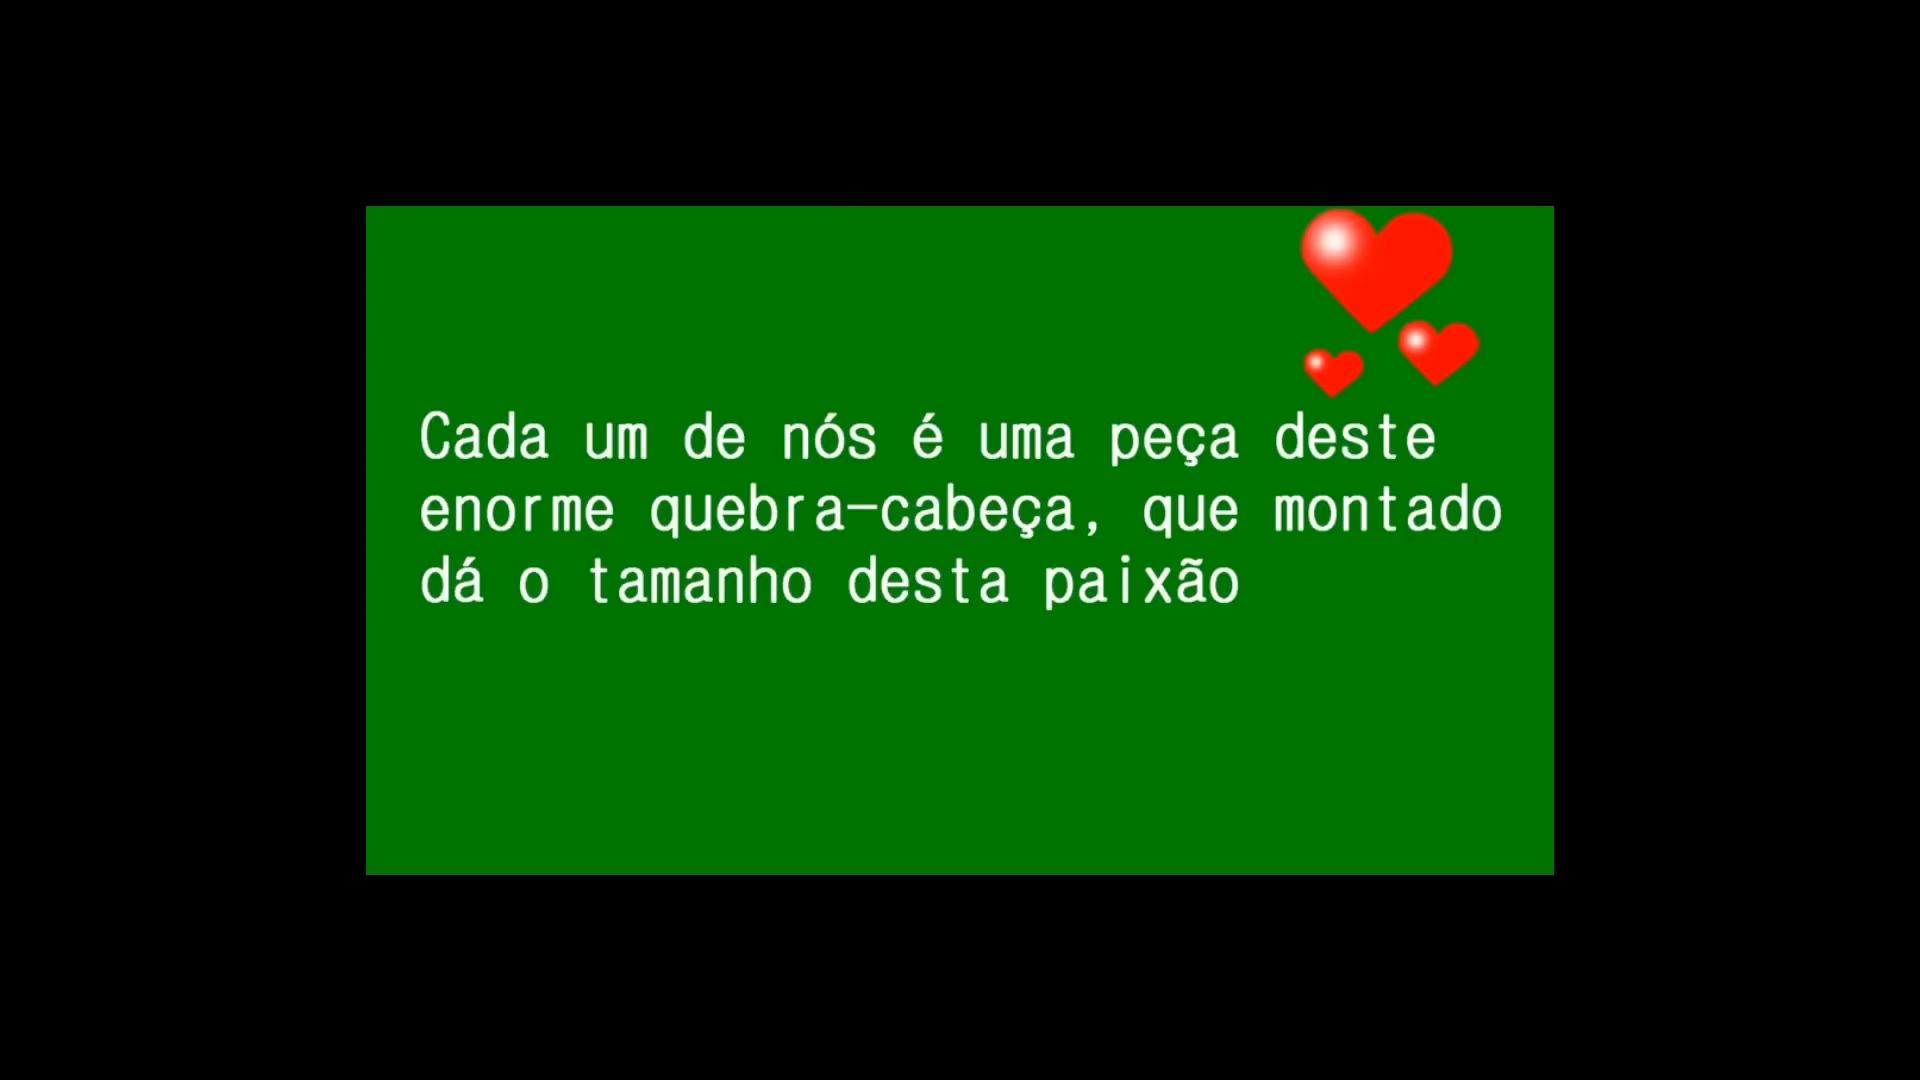 Cada um de nós é uma peça deste
enorme quebra-cabeça, que montado
dá o tamanho desta paixão